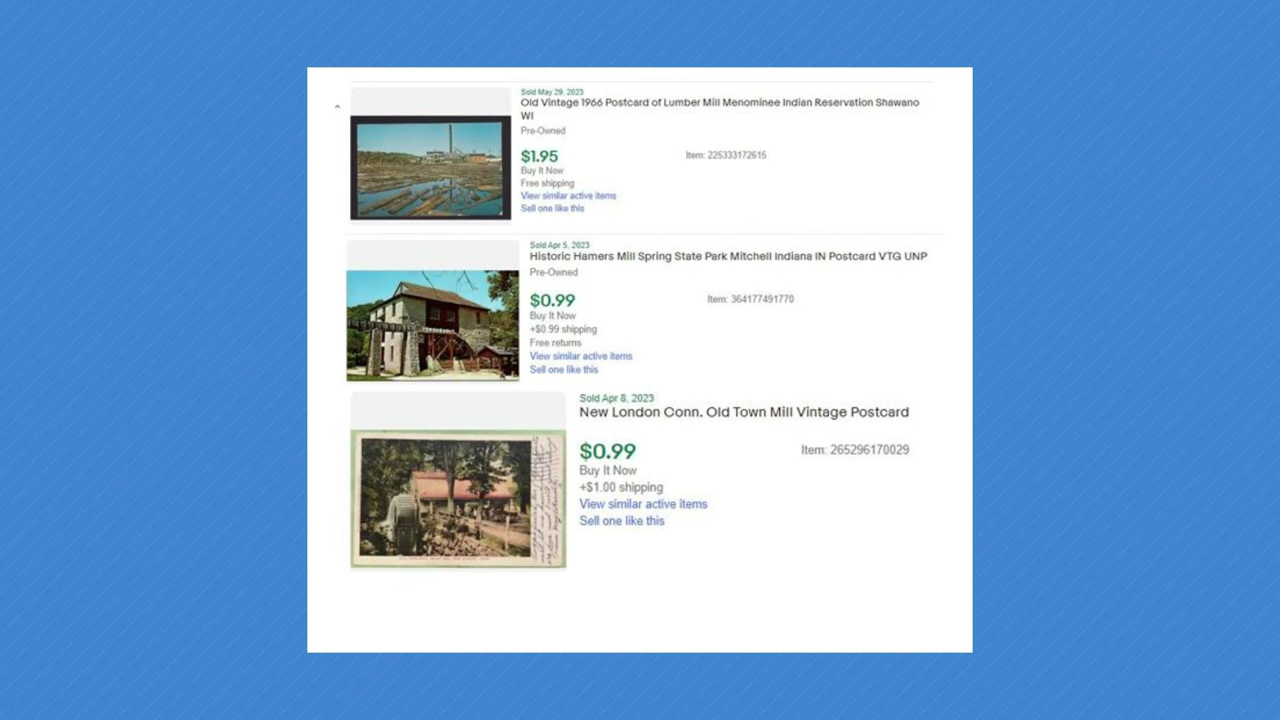 Sold May 29, 2023
Old Vintage 1966 Postcard of Lumber Mill Menominee Indian Reservation Shawano
WI
Pre-Owned
$1.95
Item: 225333172615
Buy It Now
Free shipping
View similar active items
Sell one like this
Sold Apr 5, 2023
Historic Hamers Mill Spring State Park Mitchell Indiana IN Postcard VTG UNP
Pre-Owned
$0.99
Item: 364177491770
Buy It Now
+$0.99 shipping
Free returns
View similar active items
Sell one like this
Sold Apr 8, 2023
New London Conn. Old Town Mill Vintage Postcard
$0.99
Item: 265296170029
Buy It Now
+$1.00 shipping
View similar active items
Sell one like this